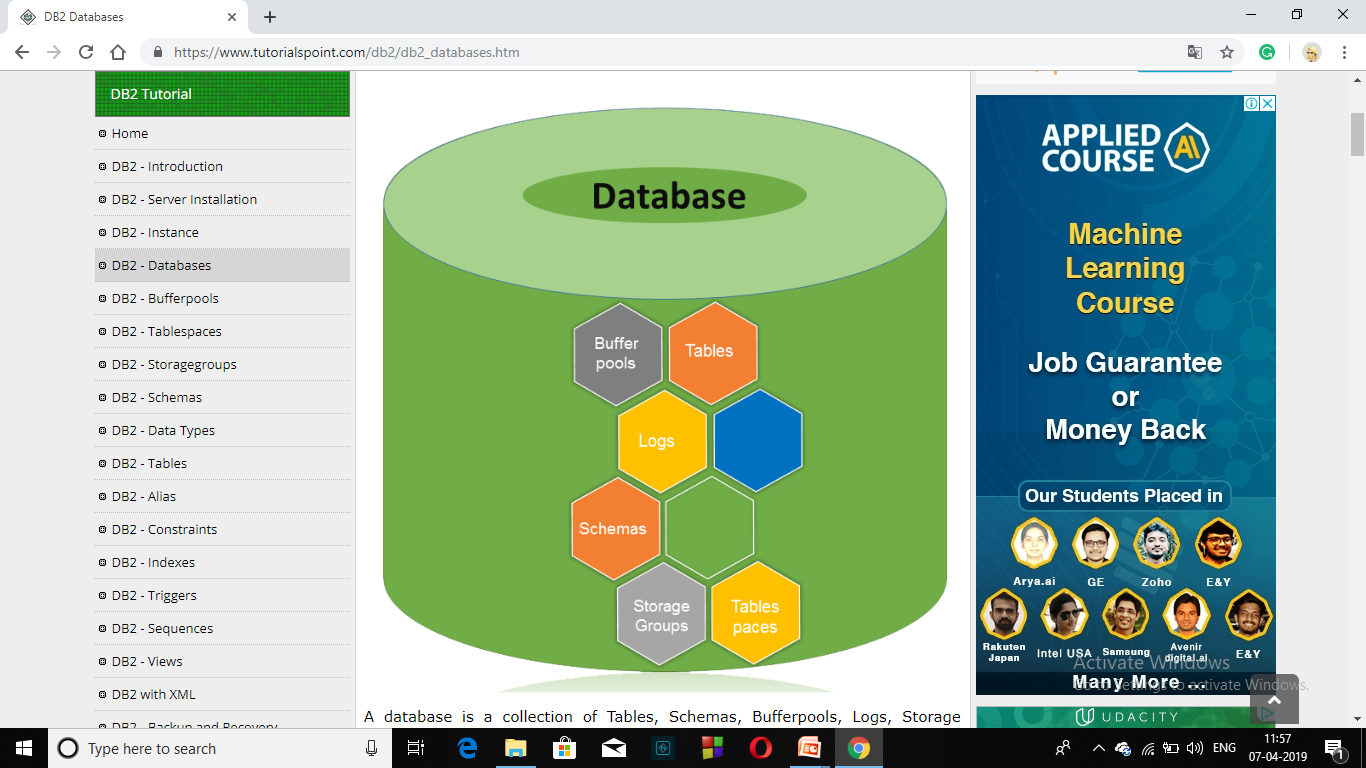 DB2 Databases
https://www.tutorialspoint.com/db2/db2_databases.htm
DB2 Tutorial
Home
DB2 - Introduction
DB2 - Server Installation
DB2 - Instance
DB2 - Databases
DB2 - Bufferpools
DB2 - Tablespaces
DB2 - Storagegroups
DB2 - Schemas
DB2 - Data Types
DB2 - Tables
DB2 - Alias
DB2 - Constraints
DB2 - Indexes
DB2 - Triggers
DB2 - Sequences
DB2 - Views
DB2 with XML
DB2 - Backup and Recovery
Database
Buffer
pools
Tables
Logs
Schemas
Storage
Groups
Tables
paces
A database is a collection of Tables, Schemas, Bufferpools, Logs, Storage
APPLIED
COURSE
Machine
Learning
Course
Job Guarantee
or
Money Back
Our Students Placed in
Arya.ai GE Zoho E&Y
Rakuten
Japan
Intel USA
Samsung
Avenir
digital.ai
E&Y
Many More ...
Activate Windows
Go to Settings to activate Windows.
UDACITY
Type here to search
ENG
11:57
07-04-2019
1